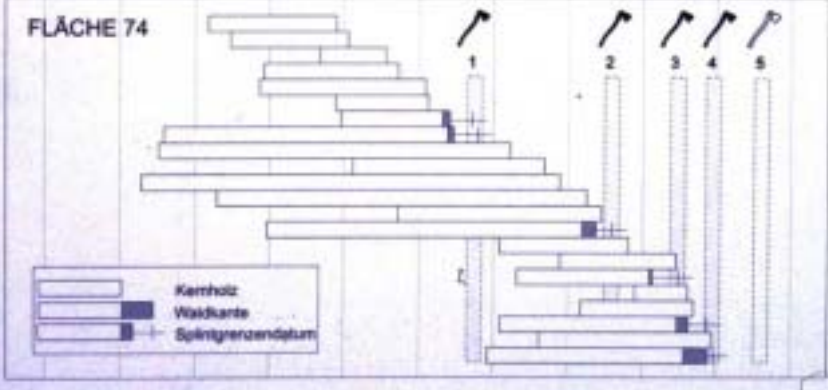 FLÄCHE 74
1 2 3 4 5
Kernholz
Waldkante
Splintgrenzendatum